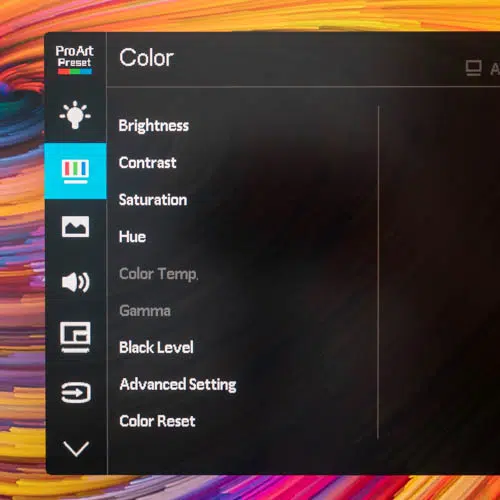 ProArt
Preset
Color
A
Brightness
Contrast
Saturation
Hue
Color Temp.
Gamma
Black Level
Advanced Setting
Color Reset